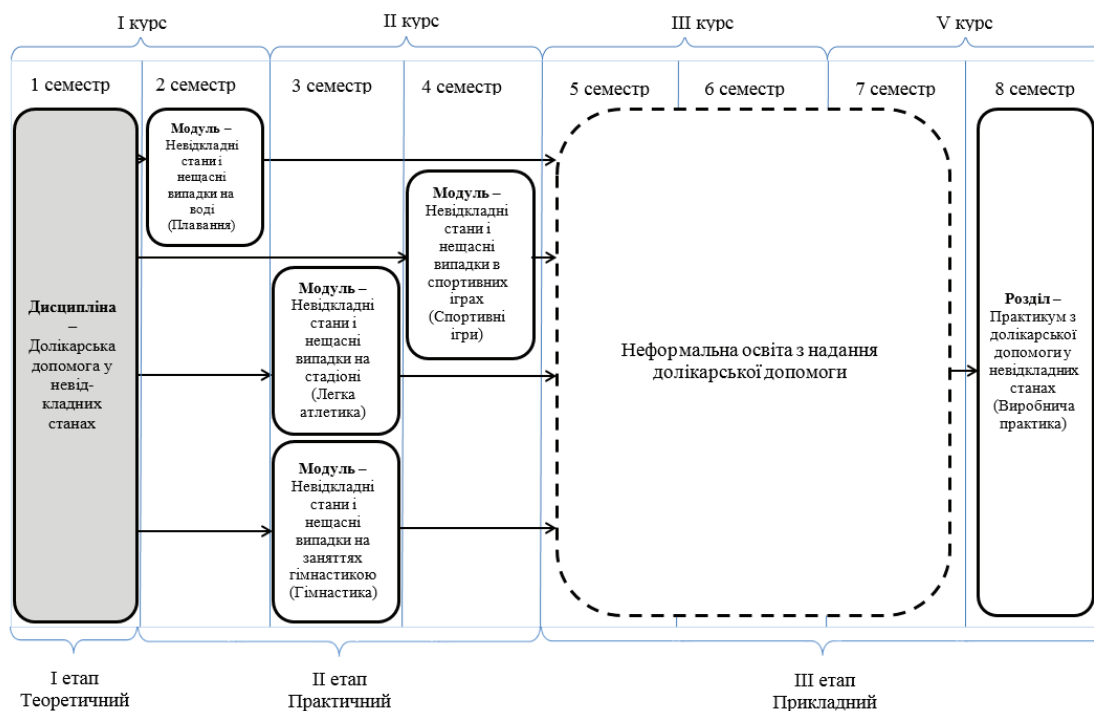 I курс
II курс
III курс
V курс
1 семестр
2 семестр
3 семестр
4 семестр
5 семестр
6 семестр
7 семестр
8 семестр
Дисципліна
–
Долікарська
допомога у
невід-
кладних
станах
Модуль –
Невідкладні
стани і
нещасні
випадки на
воді
(Плавання)
Модуль –
Невідкладні
стани і
нещасні
випадки на
стадіоні
(Легка
атлетика)
Модуль –
Невідкладні
стани і
нещасні
випадки на
заняттях
гімнастикою
(Гімнастика)
Модуль –
Невідкладні
стани і
нещасні
випадки в
спортивних
іграх
(Спортивні
ігри)
Неформальна освіта з надання
долікарської допомоги
Розділ –
Практикум з
долікарської
допомоги у
невідкладних
станах
(Виробнича
практика)
I етап
Теоретичний
II етап
Практичний
III етап
Прикладний